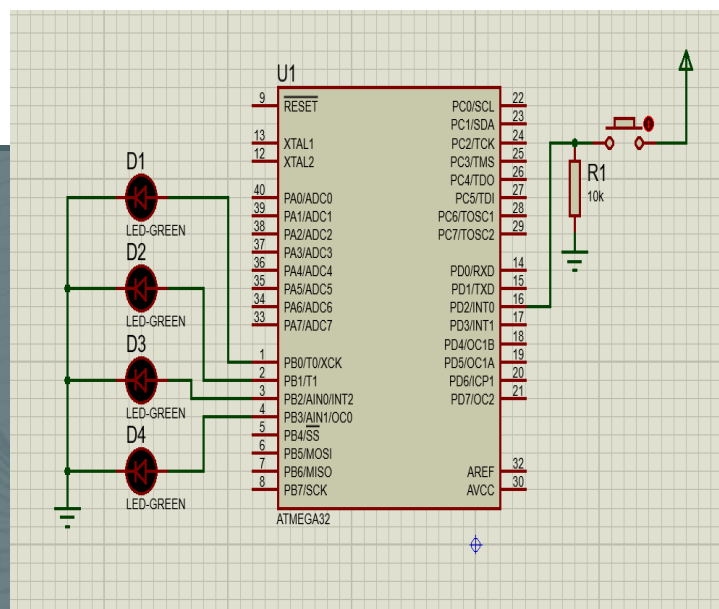 U1
9 RESET
13 XTAL1
12 XTAL2
40 PA0/ADC0
39 PA1/ADC1
38 PA2/ADC2
37 PA3/ADC3
36 PA4/ADC4
35 PA5/ADC5
34 PA6/ADC6
33 PA7/ADC7
1 PB0/T0/XCK
2 PB1/T1
3 PB2/AIN0/INT2
4 PB3/AIN1/OC0
5 PB4/SS
6 PB5/MOSI
7 PB6/MISO
8 PB7/SCK
PC0/SCL 22
PC1/SDA 23
PC2/TCK 24
PC3/TMS 25
PC4/TDO 26
PC5/TDI 27
PC6/TOSC1 28
PC7/TOSC2 29
PD0/RXD 14
PD1/TXD 15
PD2/INT0 16
PD3/INT1 17
PD4/OC1B 18
PD5/OC1A 19
PD6/ICP1 20
PD7/OC2 21
AREF 32
AVCC 30
ATMEGA32
D1
LED-GREEN
D2
LED-GREEN
D3
LED-GREEN
D4
LED-GREEN
R1
10k